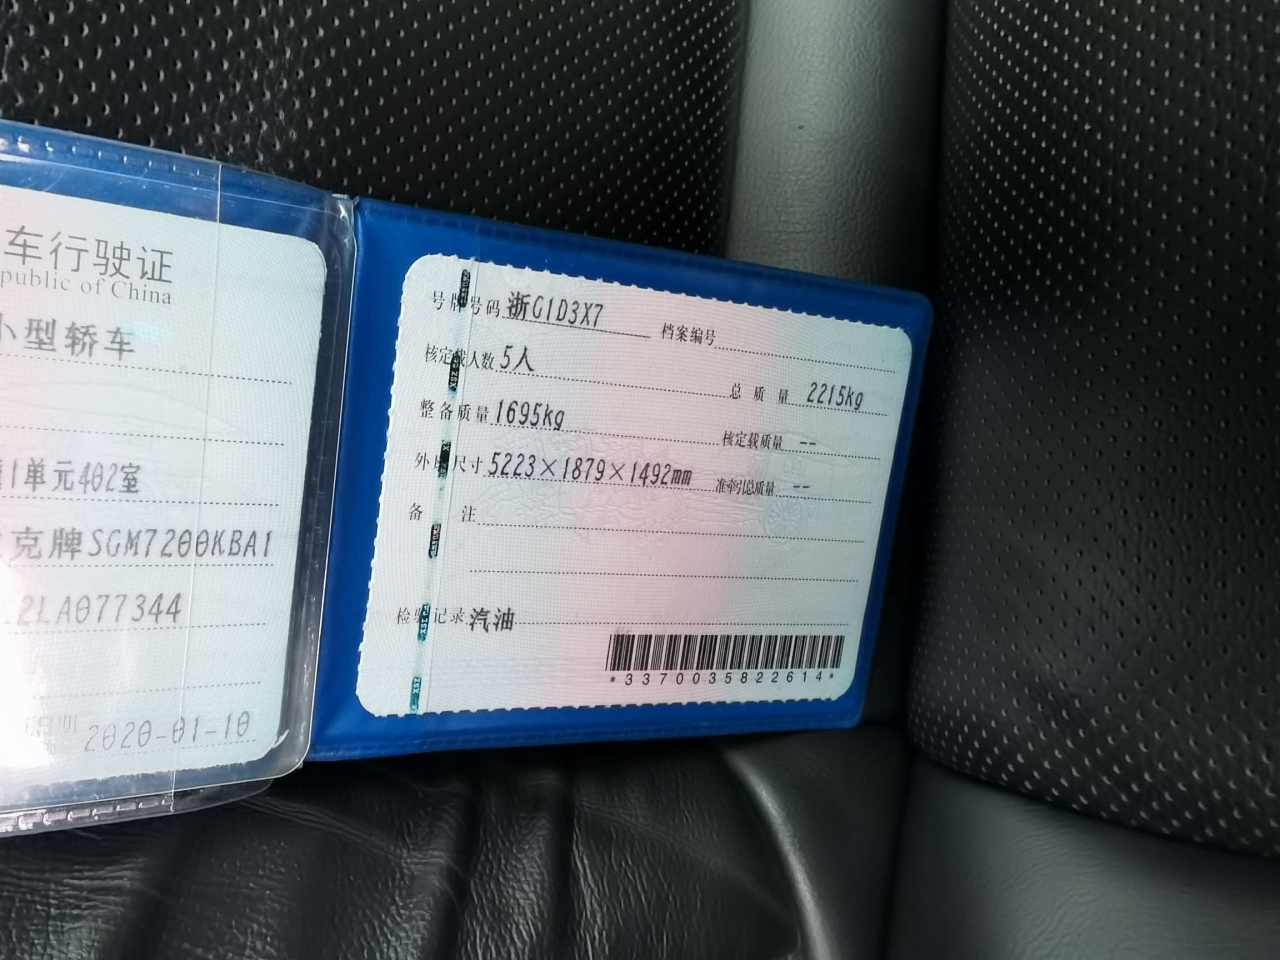 车行驶证
public of China
小型轿车
1单元402室
克牌SGM7200KBA1
2LA077344
2020-01-10
号牌号码 浙G1D3X7 档案编号
核定载人数 5人 总质量 2215kg
整备质量 1695kg 核定载质量 --
外廓尺寸 5223×1879×1492mm 准牵引总质量 --
备注
检验记录 汽油
*3370035822614*